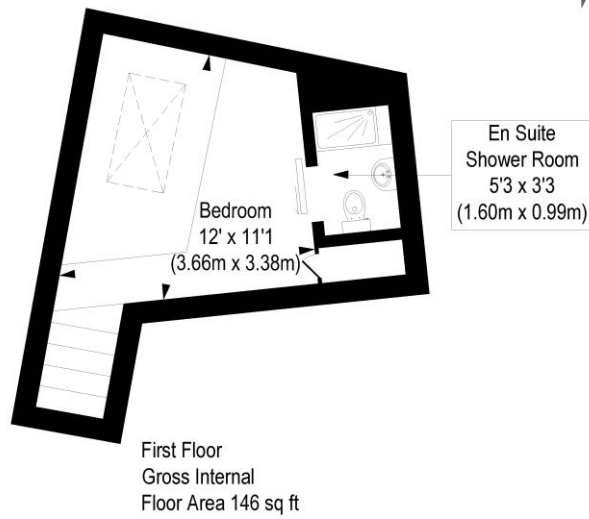 En Suite
Shower Room
5'3 x 3'3
(1.60m x 0.99m)
Bedroom
12' x 11'1
(3.66m x 3.38m)
First Floor
Gross Internal
Floor Area 146 sq ft